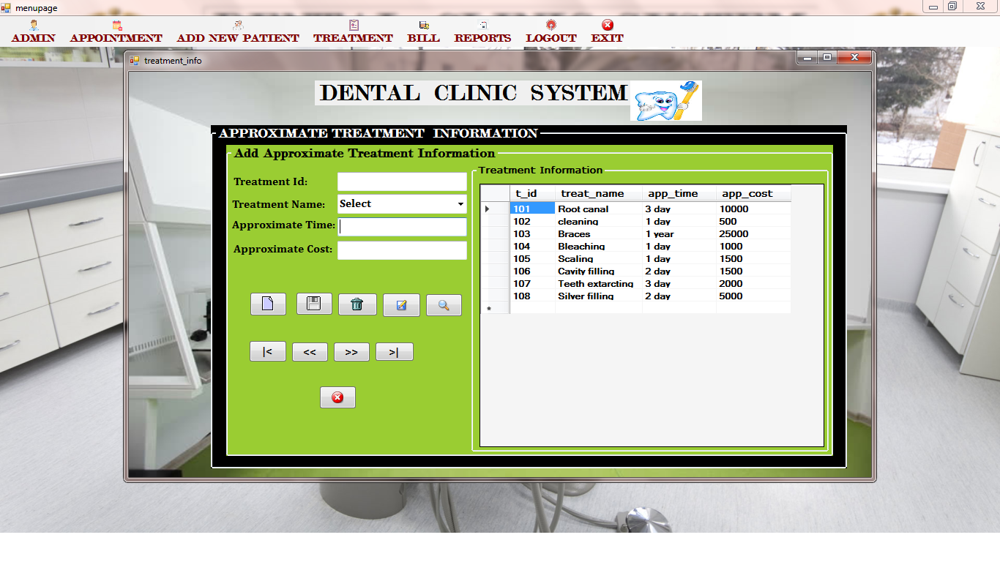 menupage
ADMIN APPOINTMENT ADD NEW PATIENT TREATMENT BILL REPORTS LOGOUT EXIT
treatment_info
DENTAL CLINIC SYSTEM
APPROXIMATE TREATMENT INFORMATION
Add Approximate Treatment Information
Treatment Id:
Treatment Name: Select
Approximate Time:
Approximate Cost:
|< << >> >|
Treatment Information
t_id treat_name app_time app_cost
101 Root canal 3 day 10000
102 cleaning 1 day 500
103 Braces 1 year 25000
104 Bleaching 1 day 1000
105 Scaling 1 day 1500
106 Cavity filling 2 day 1500
107 Teeth extarcting 3 day 2000
108 Silver filling 2 day 5000
*